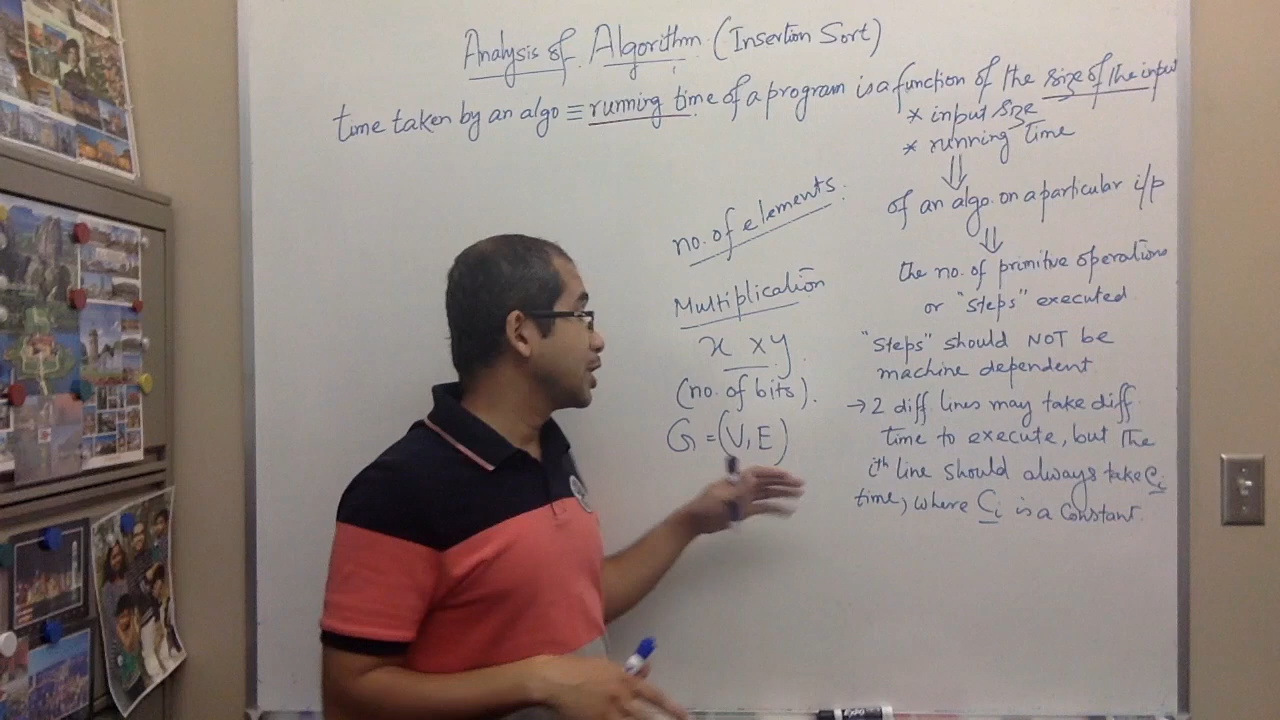 Analysis of Algorithm (Insertion Sort)
time taken by an algo ≡ running time of a program is a function of the size of the input
* input size
* running time
⇓
of an algo. on a particular i/p
⇓
the no. of primitive operations
or "steps" executed
"steps" should NOT be
machine dependent
→ 2 diff. lines may take diff.
time to execute, but the
ith line should always take Ci
time, where Ci is a constant.
no. of elements.
Multiplication
x x y
(no. of bits).
G = (V, E)
EXPO